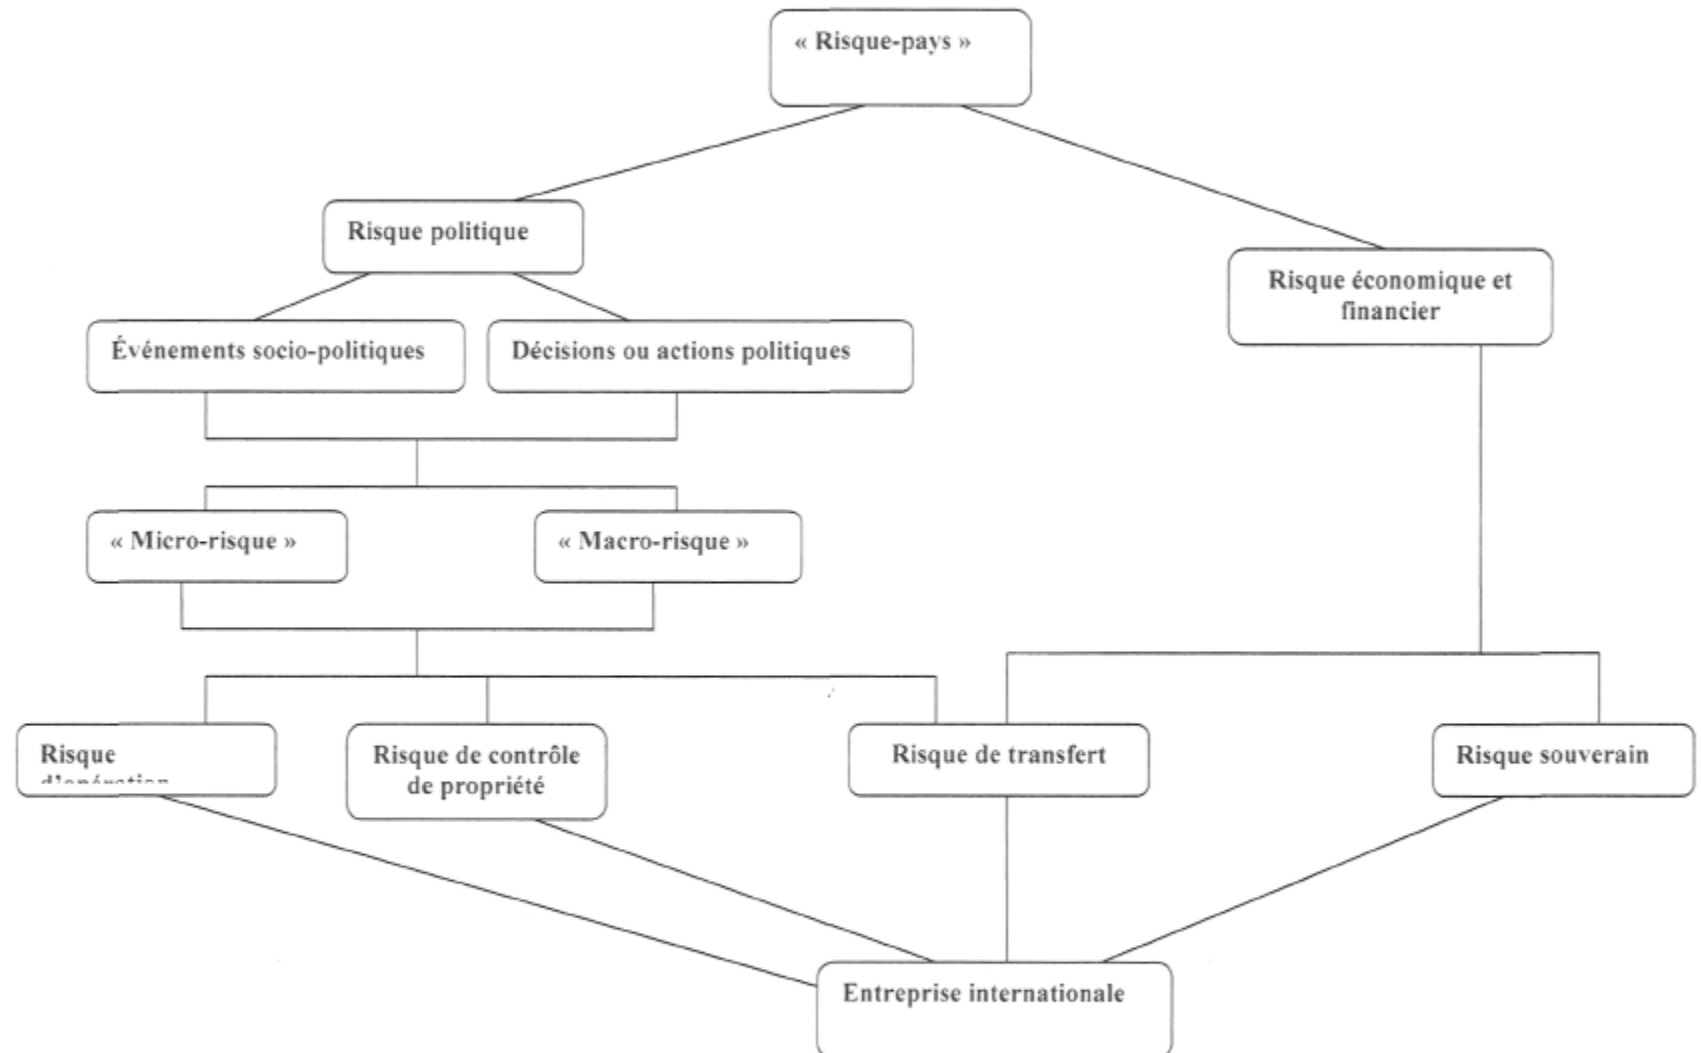 « Risque-pays »
Risque politique
Risque économique et
financier
Événements socio-politiques
Décisions ou actions politiques
« Micro-risque »
« Macro-risque »
Risque
Risque de contrôle
de propriété
Risque de transfert
Risque souverain
Entreprise internationale